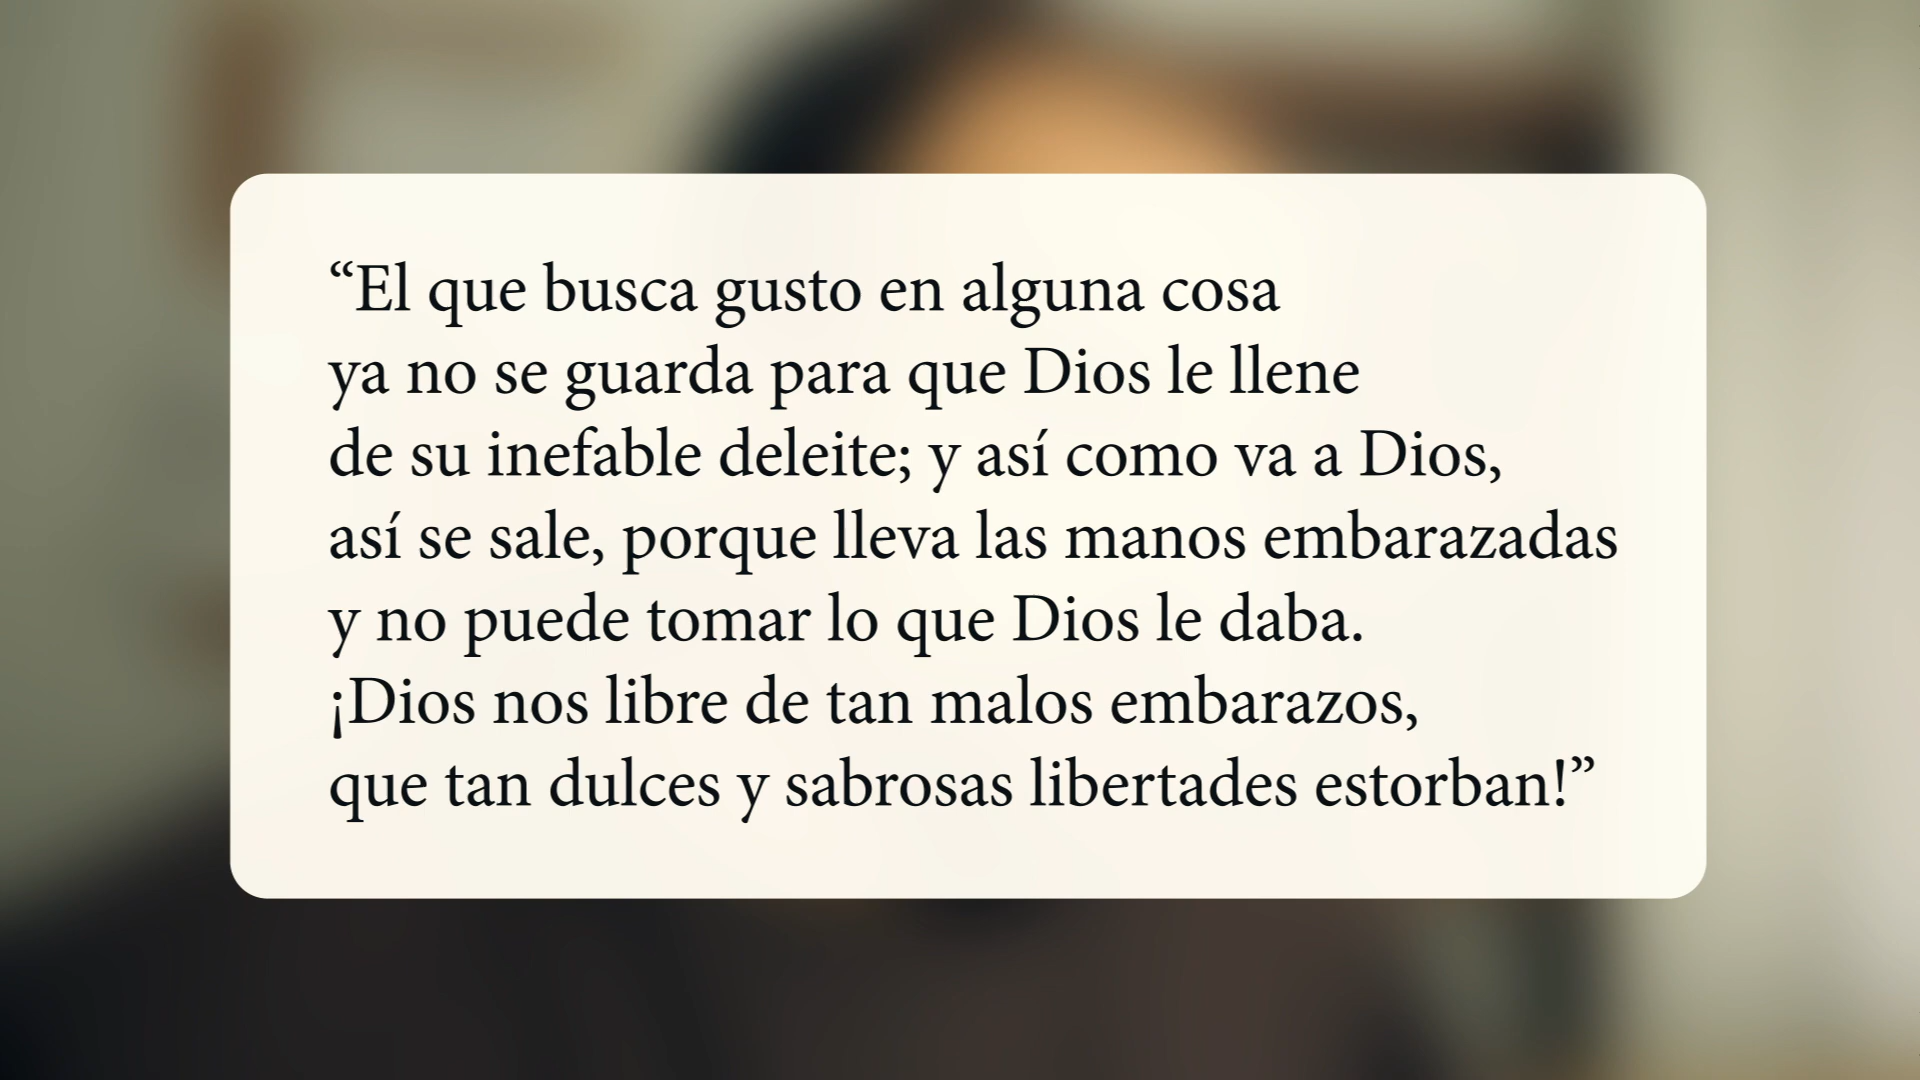 “El que busca gusto en alguna cosa
ya no se guarda para que Dios le llene
de su inefable deleite; y así como va a Dios,
así se sale, porque lleva las manos embarazadas
y no puede tomar lo que Dios le daba.
¡Dios nos libre de tan malos embarazos,
que tan dulces y sabrosas libertades estorban!”